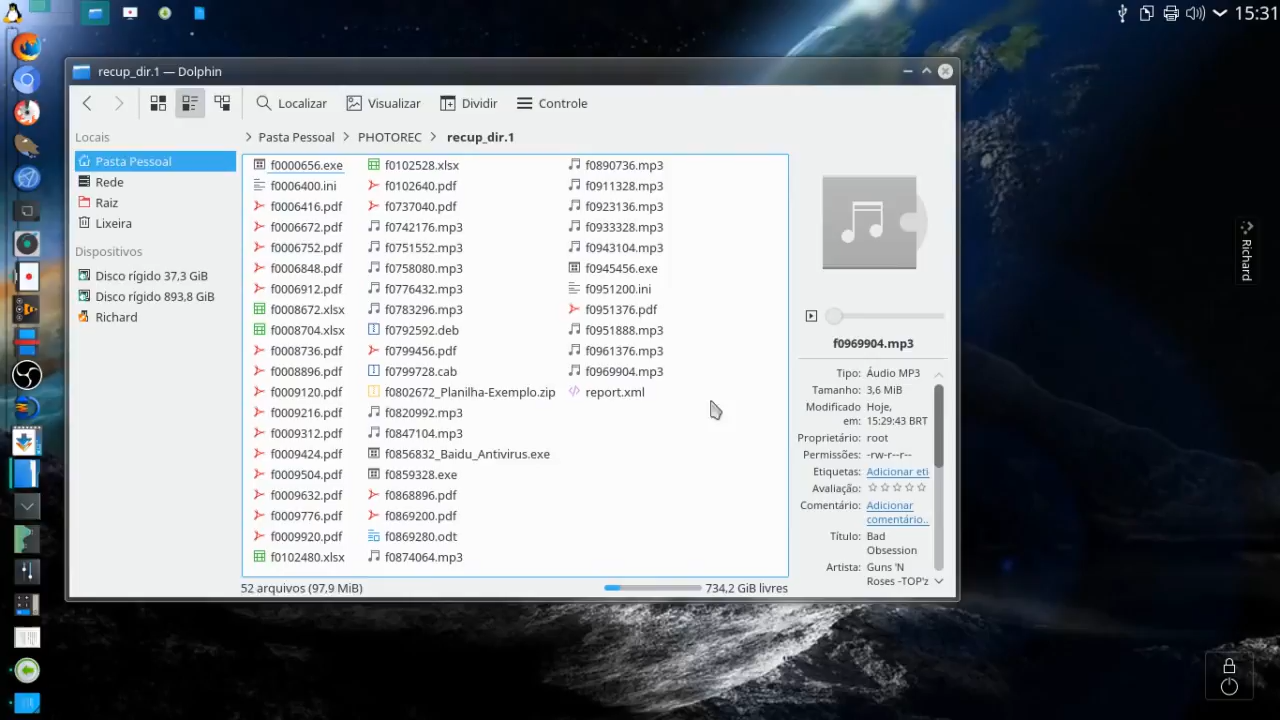 15:31
recup_dir.1 — Dolphin
Localizar
Visualizar
Dividir
Controle
Locais
Pasta Pessoal
Rede
Raiz
Lixeira
Dispositivos
Disco rígido 37,3 GiB
Disco rígido 893,8 GiB
Richard
Pasta Pessoal
PHOTOREC
recup_dir.1
f0000656.exe
f0006400.ini
f0006416.pdf
f0006672.pdf
f0006752.pdf
f0006848.pdf
f0006912.pdf
f0008672.xlsx
f0008704.xlsx
f0008736.pdf
f0008896.pdf
f0009120.pdf
f0009216.pdf
f0009312.pdf
f0009424.pdf
f0009504.pdf
f0009632.pdf
f0009776.pdf
f0009920.pdf
f0102480.xlsx
f0102528.xlsx
f0102640.pdf
f0737040.pdf
f0742176.mp3
f0751552.mp3
f0758080.mp3
f0776432.mp3
f0783296.mp3
f0792592.deb
f0799456.pdf
f0799728.cab
f0802672_Planilha-Exemplo.zip
f0820992.mp3
f0847104.mp3
f0856832_Baidu_Antivirus.exe
f0859328.exe
f0868896.pdf
f0869200.pdf
f0869280.odt
f0874064.mp3
f0890736.mp3
f0911328.mp3
f0923136.mp3
f0933328.mp3
f0943104.mp3
f0945456.exe
f0951200.ini
f0951376.pdf
f0951888.mp3
f0961376.mp3
f0969904.mp3
report.xml
f0969904.mp3
Tipo: Áudio MP3
Tamanho: 3,6 MiB
Modificado Hoje,
em: 15:29:43 BRT
Proprietário: root
Permissões: -rw-r--r--
Etiquetas: Adicionar eti
Avaliação:
Comentário: Adicionar
comentário..
Título: Bad
Obsession
Artista: Guns 'N
Roses -TOP'z
52 arquivos (97,9 MiB)
734,2 GiB livres
Richard